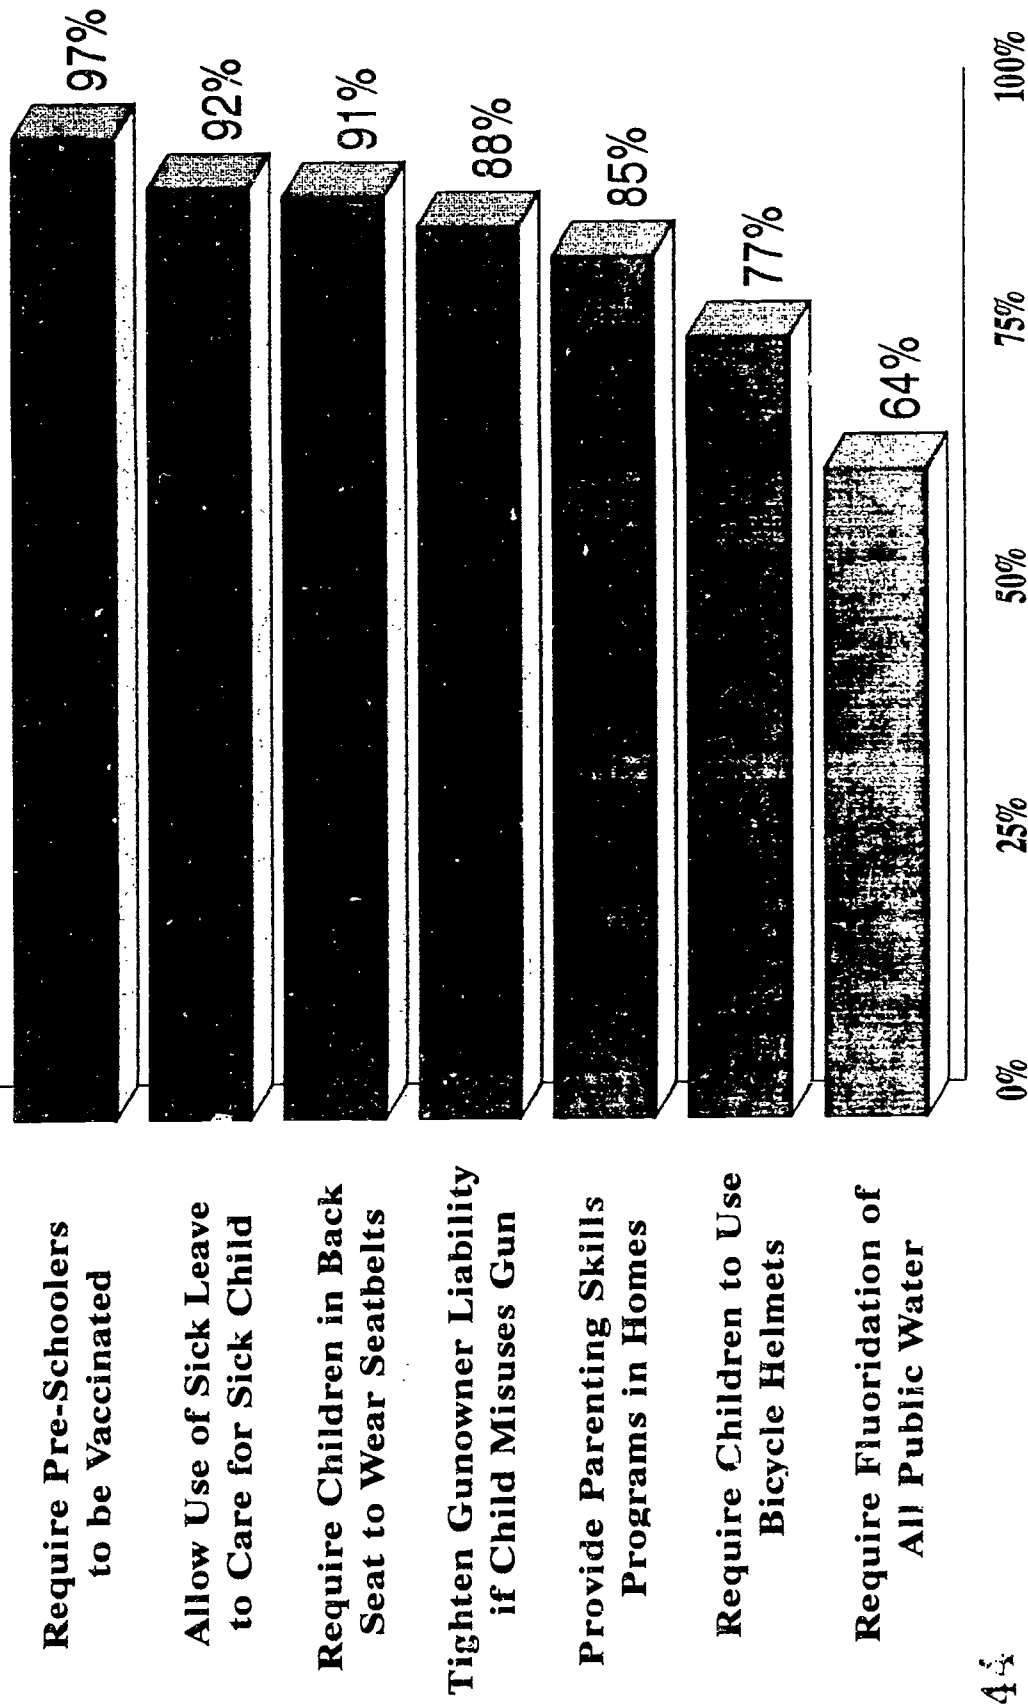 Require Pre-Schoolers
to be Vaccinated
97%
Allow Use of Sick Leave
to Care for Sick Child
92%
Require Children in Back
Seat to Wear Seatbelts
91%
Tighten Gunowner Liability
if Child Misuses Gun
88%
Provide Parenting Skills
Programs in Homes
85%
Require Children to Use
Bicycle Helmets
77%
Require Fluoridation of
All Public Water
64%
0% 25% 50% 75% 100%
44